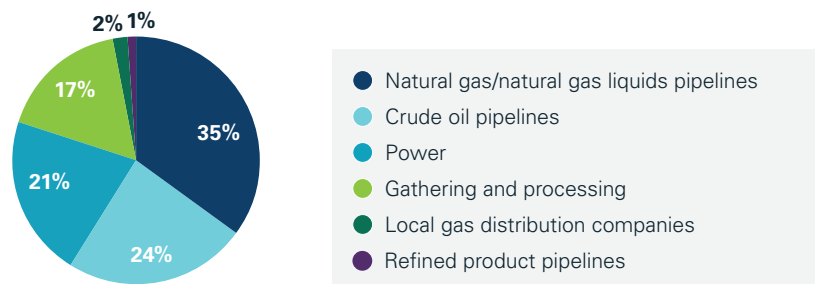 2% 1%
17%
35%
21%
24%
Natural gas/natural gas liquids pipelines
Crude oil pipelines
Power
Gathering and processing
Local gas distribution companies
Refined product pipelines